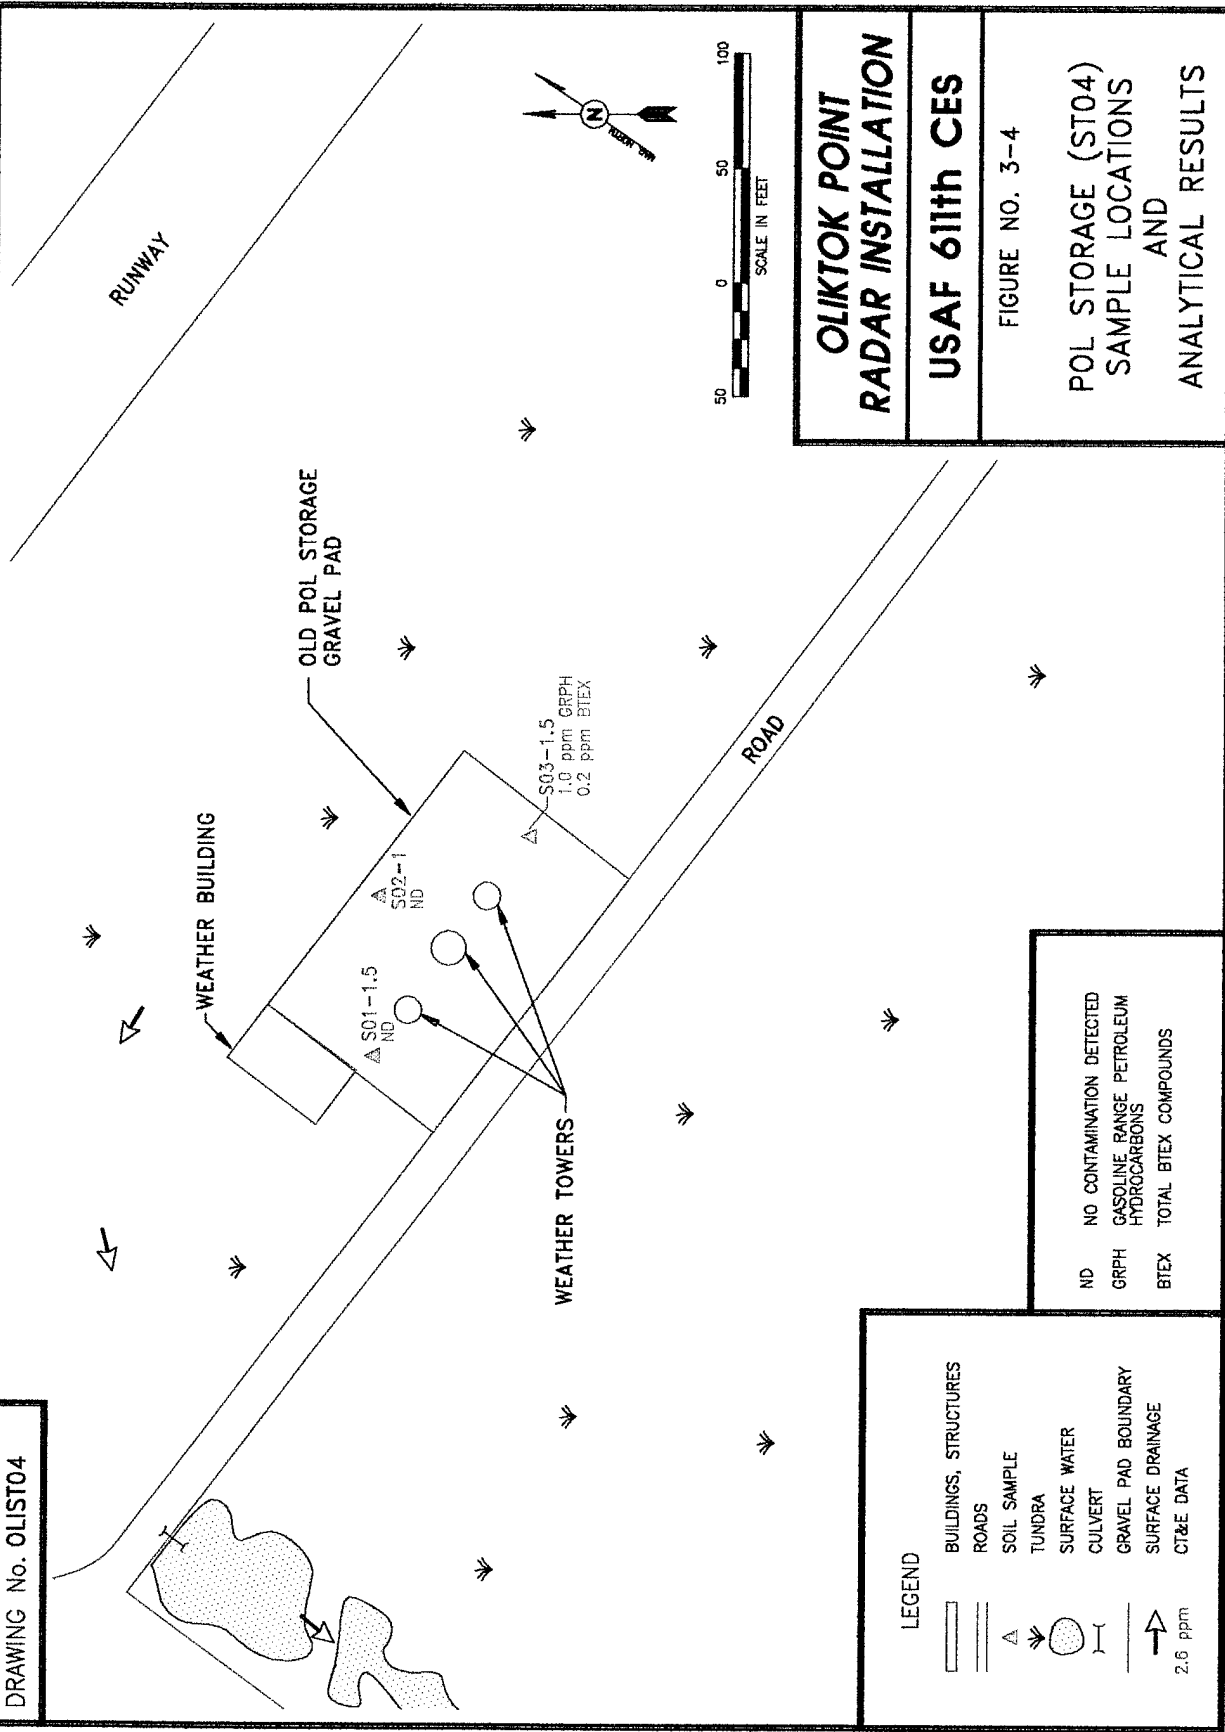 DRAWING No. OLIST04
RUNWAY
OLD POL STORAGE
GRAVEL PAD
WEATHER BUILDING
S01-1.5
ND
S02-1
ND
S03-1.5
1.0 ppm GRPH
0.2 ppm BTEX
WEATHER TOWERS
ROAD
N
MAG. NORTH
50
0
50
100
SCALE IN FEET
LEGEND
BUILDINGS, STRUCTURES
ROADS
SOIL SAMPLE
TUNDRA
SURFACE WATER
CULVERT
GRAVEL PAD BOUNDARY
SURFACE DRAINAGE
2.6 ppm CT&E DATA
ND NO CONTAMINATION DETECTED
GRPH GASOLINE RANGE PETROLEUM
HYDROCARBONS
BTEX TOTAL BTEX COMPOUNDS
OLIKTOK POINT
RADAR INSTALLATION
USAF 611th CES
FIGURE NO. 3-4
POL STORAGE (ST04)
SAMPLE LOCATIONS
AND
ANALYTICAL RESULTS